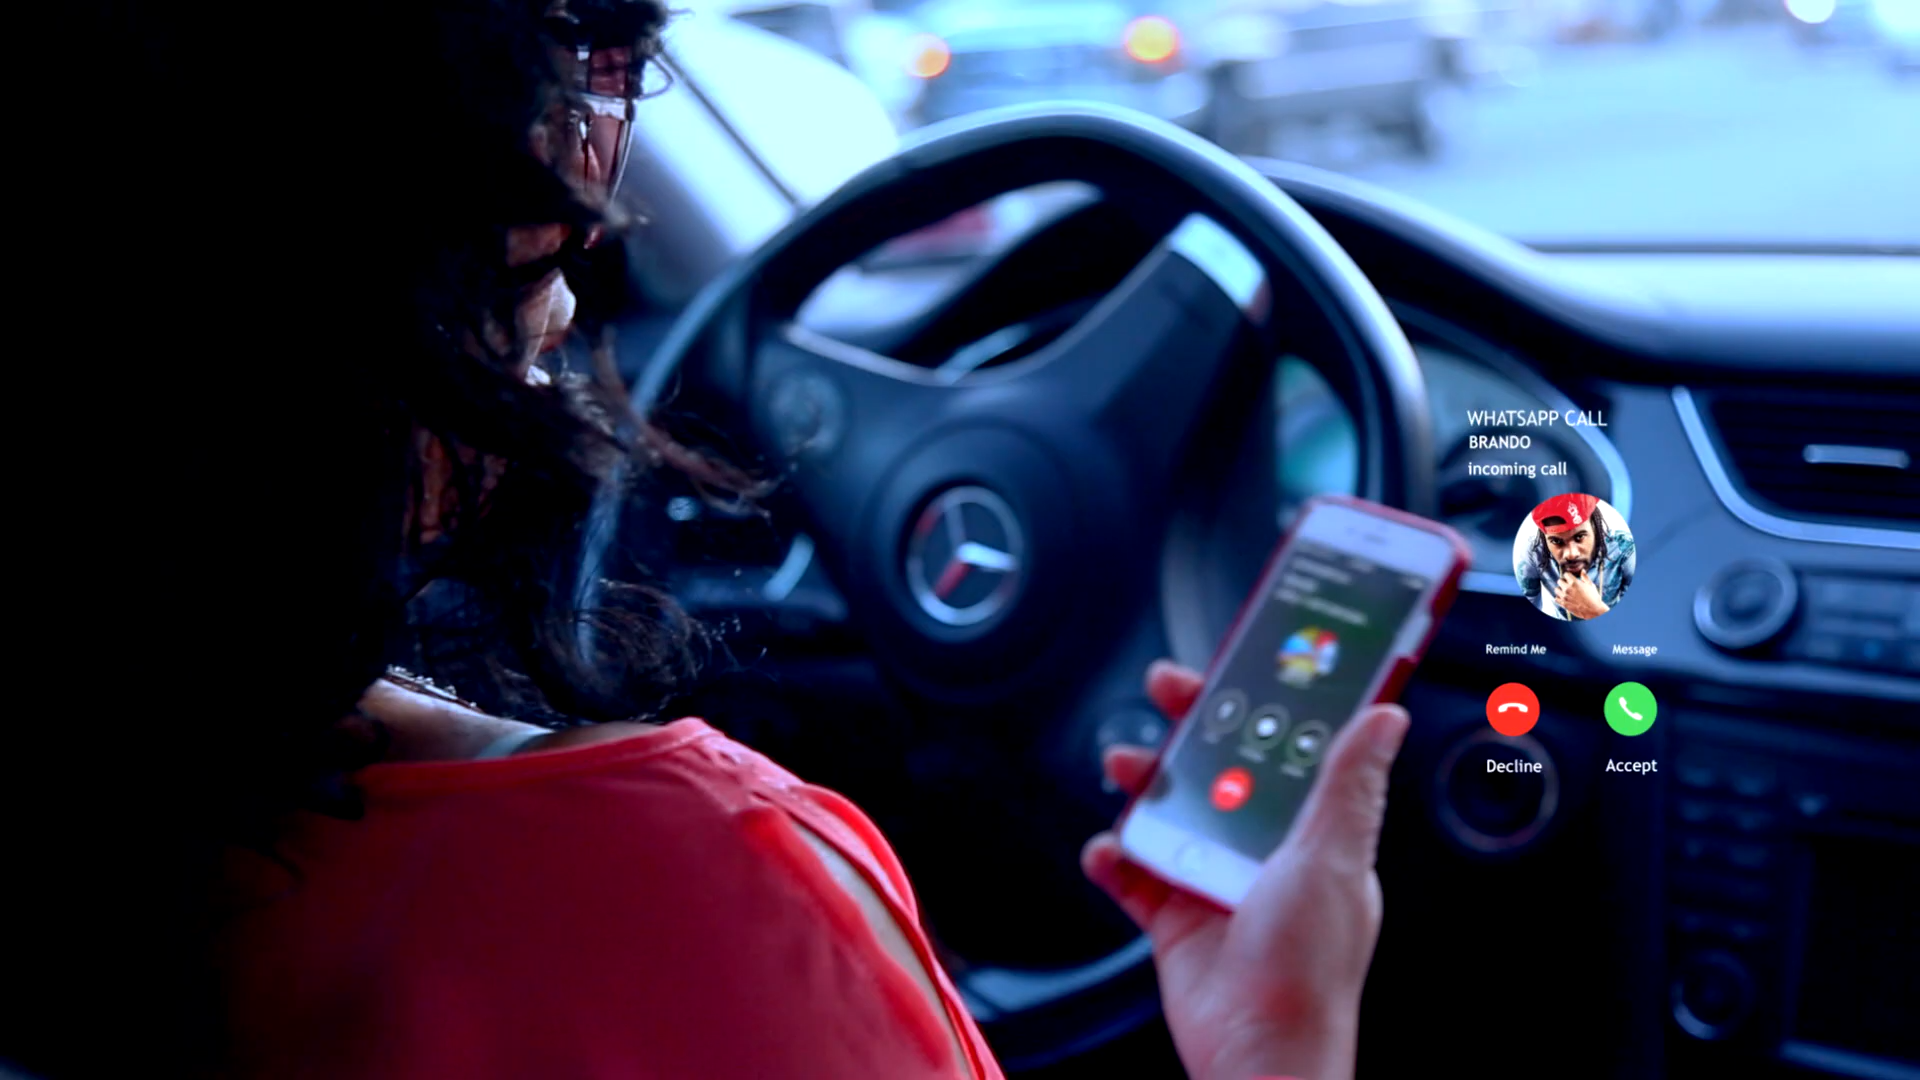 WHATSAPP CALL
BRANDO
incoming call
Remind Me
Message
Decline
Accept